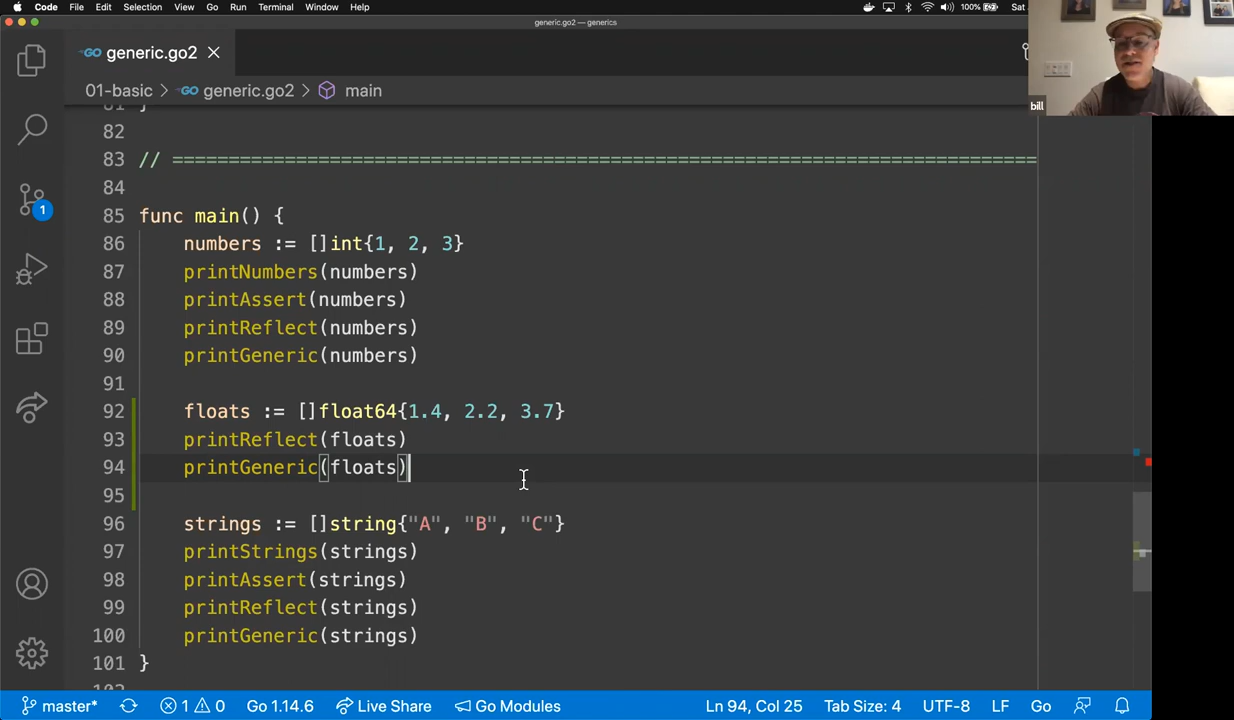 Code File Edit Selection View Go Run Terminal Window Help 100% Sat
generic.go2 — generics
GO generic.go2
bill
01-basic > GO generic.go2 > main
82
83 // =============================================================================
84
85 func main() {
86 numbers := []int{1, 2, 3}
87 printNumbers(numbers)
88 printAssert(numbers)
89 printReflect(numbers)
90 printGeneric(numbers)
91
92 floats := []float64{1.4, 2.2, 3.7}
93 printReflect(floats)
94 printGeneric(floats)
95
96 strings := []string{"A", "B", "C"}
97 printStrings(strings)
98 printAssert(strings)
99 printReflect(strings)
100 printGeneric(strings)
101 }
1
master* 1 0 Go 1.14.6 Live Share Go Modules Ln 94, Col 25 Tab Size: 4 UTF-8 LF Go